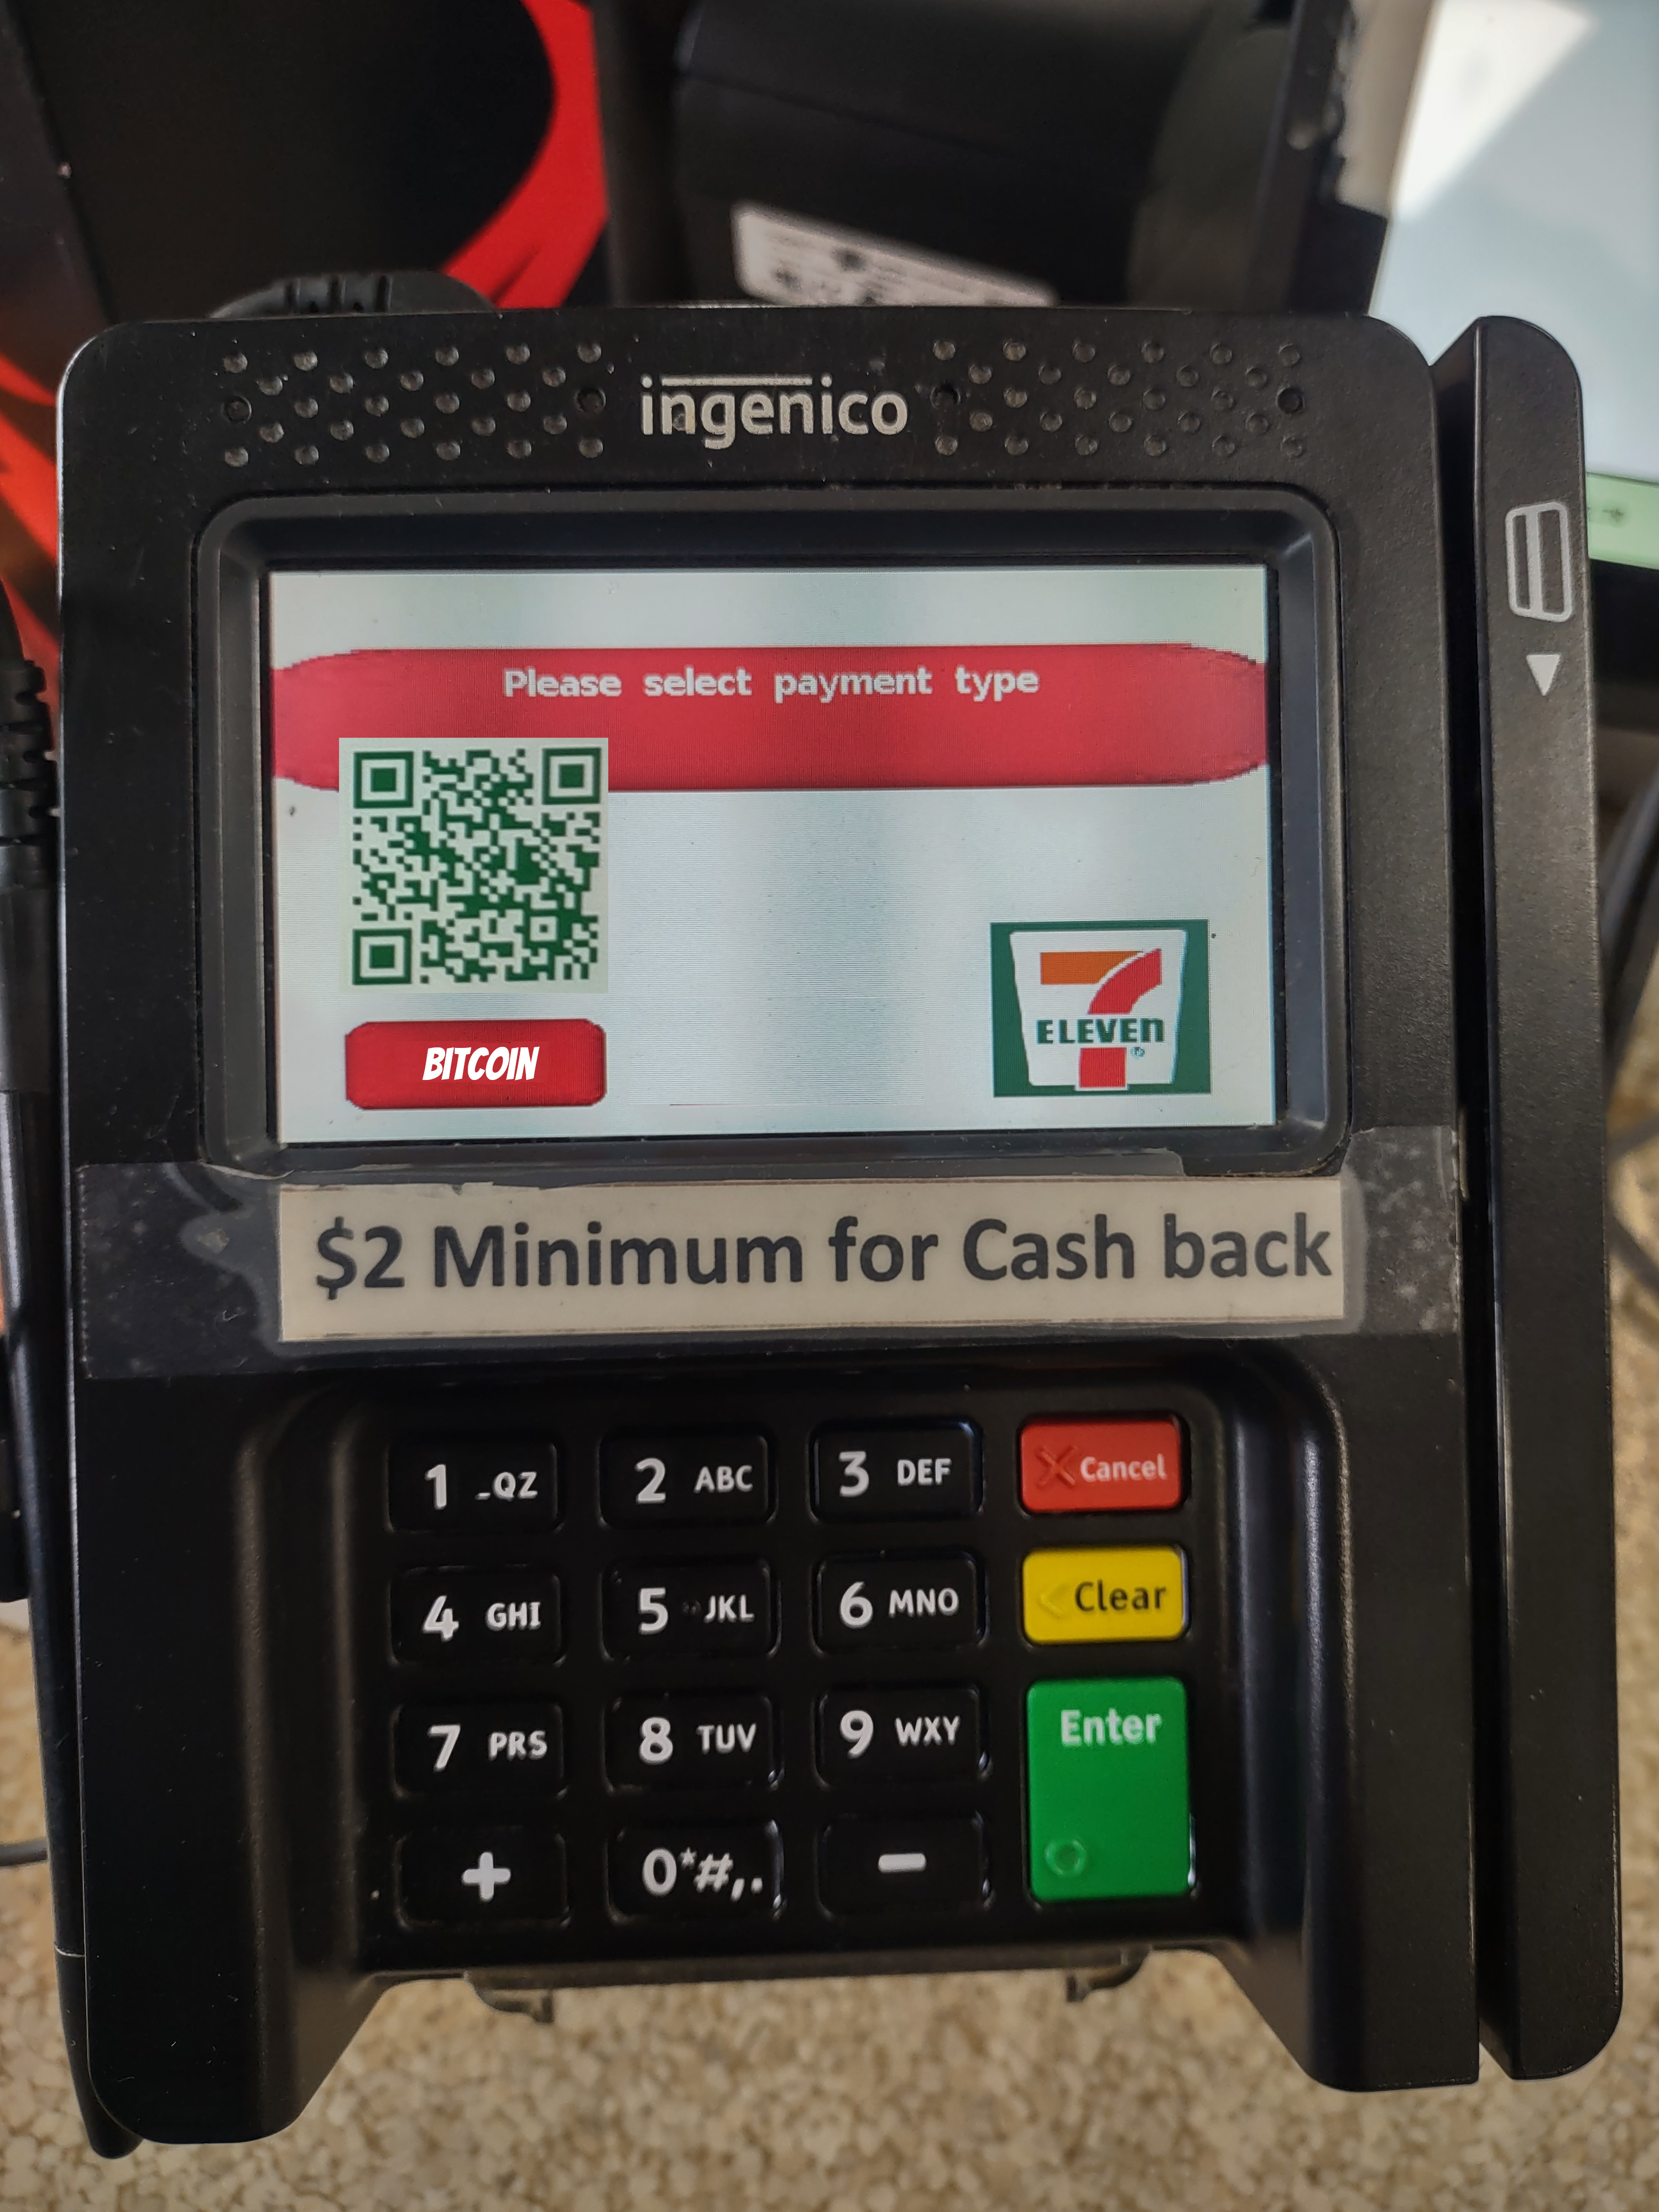 ingenico
Please select payment type
BITCOIN
7
ELEVEN
®
$2 Minimum for Cash back
1 -QZ
2 ABC
3 DEF
Cancel
4 GHI
5 JKL
6 MNO
Clear
7 PRS
8 TUV
9 WXY
Enter
+
0*#,.
-